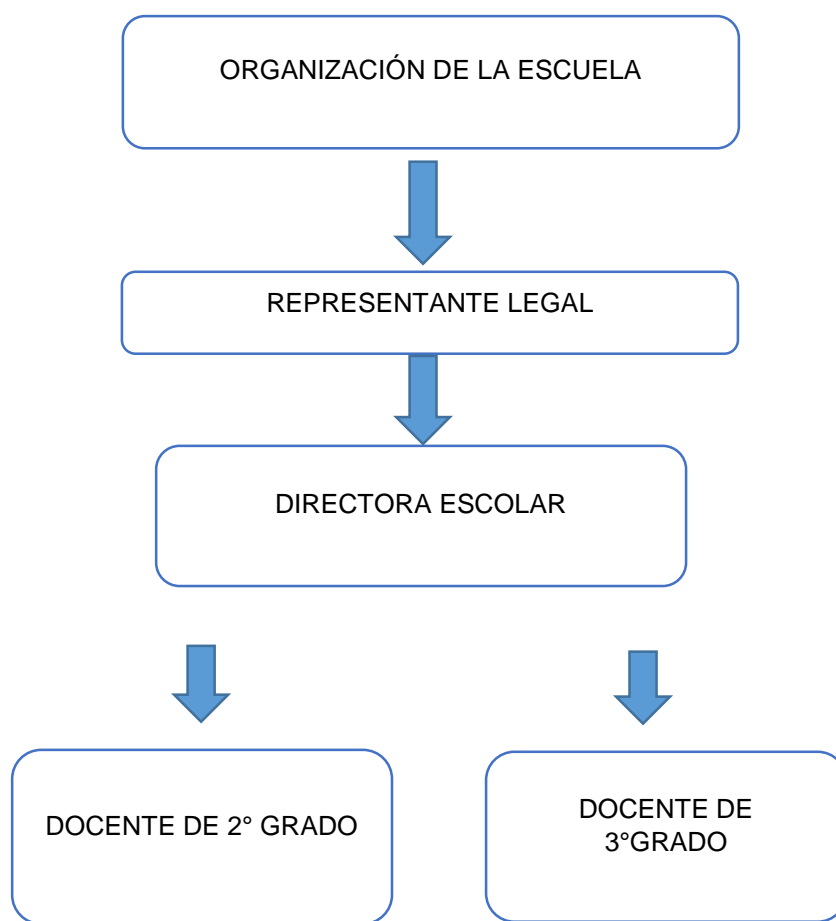 ORGANIZACIÓN DE LA ESCUELA
REPRESENTANTE LEGAL
DIRECTORA ESCOLAR
DOCENTE DE 2° GRADO
DOCENTE DE
3°GRADO